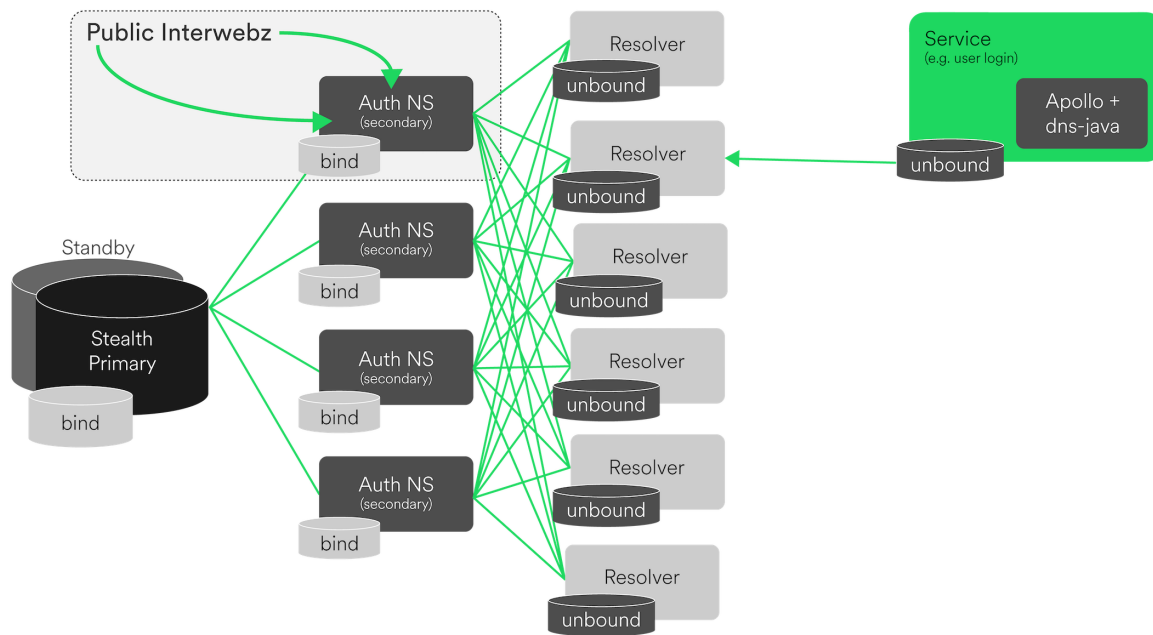 Public Interwebz
Auth NS
(secondary)
bind
Auth NS
(secondary)
bind
Auth NS
(secondary)
bind
Auth NS
(secondary)
bind
Standby
Stealth
Primary
bind
Resolver
unbound
Resolver
unbound
Resolver
unbound
Resolver
unbound
Resolver
unbound
Resolver
unbound
Service
(e.g. user login)
Apollo +
dns-java
unbound